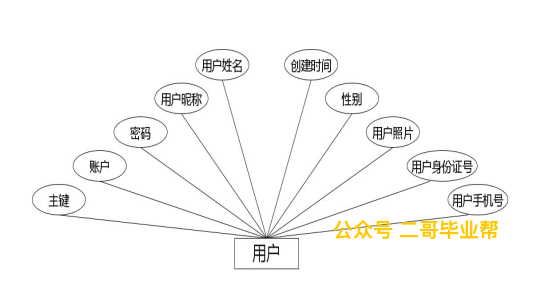 用户姓名
创建时间
用户昵称
性别
密码
用户照片
账户
用户身份证号
主键
用户手机号
公众号 二哥毕业帮
用户